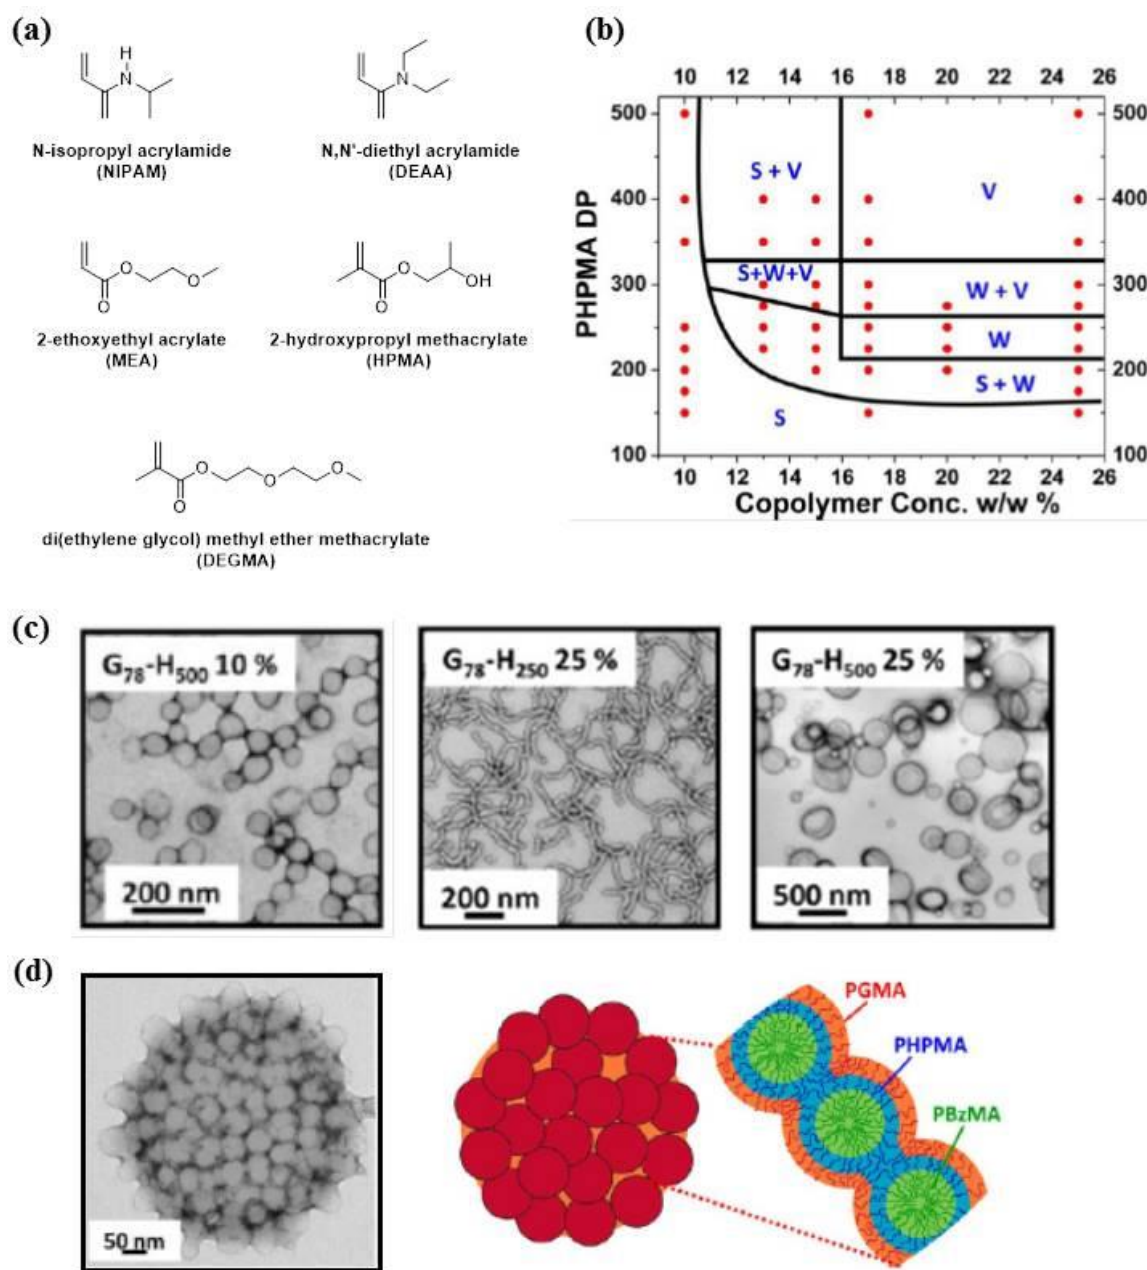 (a)
H
N
N
N-isopropyl acrylamide
(NIPAM)
N,N'-diethyl acrylamide
(DEAA)
O
O
O
2-ethoxyethyl acrylate
(MEA)
O
O
OH
2-hydroxypropyl methacrylate
(HPMA)
O
O
O
O
di(ethylene glycol) methyl ether methacrylate
(DEGMA)
(b)
10 12 14 16 18 20 22 24 26
500 500
400 400
300 300
200 200
100 100
PHPMA DP
S + V
V
S+W+V
W + V
W
S + W
S
10 12 14 16 18 20 22 24 26
Copolymer Conc. w/w %
(c)
G78-H500 10 %
200 nm
G78-H250 25 %
200 nm
G78-H500 25 %
500 nm
(d)
50 nm
PGMA
PHPMA
PBzMA